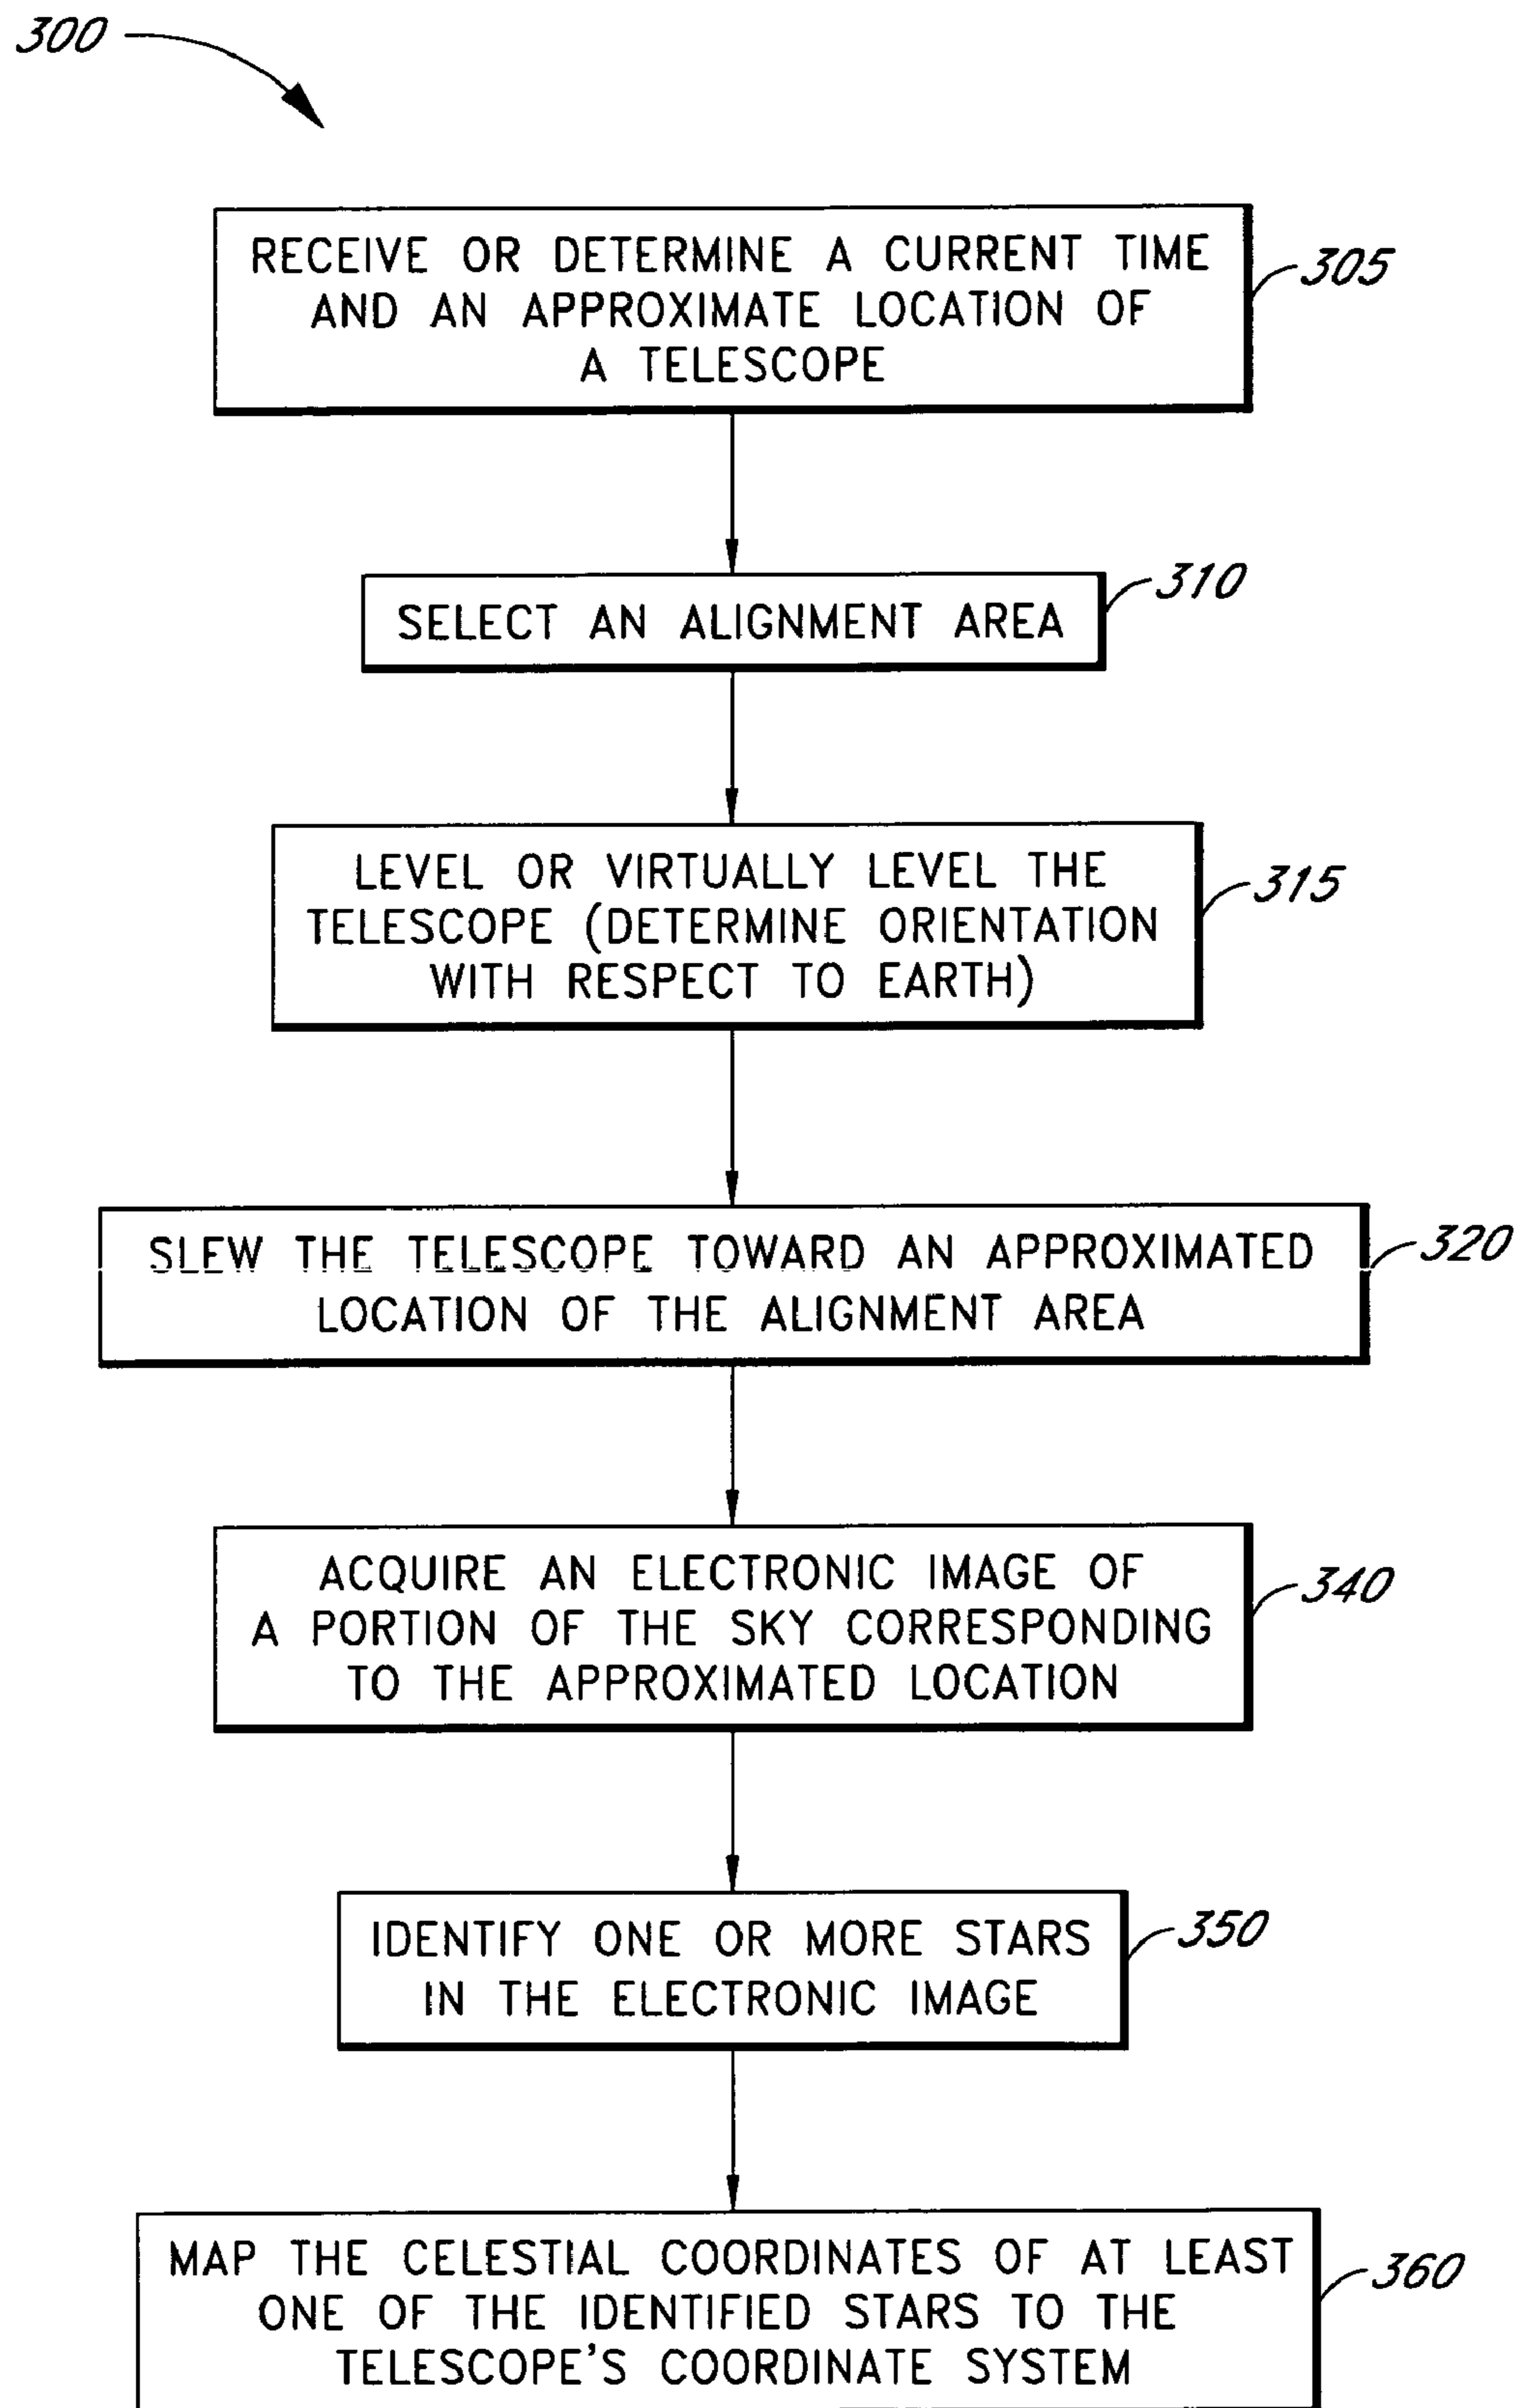 300
RECEIVE OR DETERMINE A CURRENT TIME
AND AN APPROXIMATE LOCATION OF
A TELESCOPE
305
SELECT AN ALIGNMENT AREA
310
LEVEL OR VIRTUALLY LEVEL THE
TELESCOPE (DETERMINE ORIENTATION
WITH RESPECT TO EARTH)
315
SLEW THE TELESCOPE TOWARD AN APPROXIMATED
LOCATION OF THE ALIGNMENT AREA
320
ACQUIRE AN ELECTRONIC IMAGE OF
A PORTION OF THE SKY CORRESPONDING
TO THE APPROXIMATED LOCATION
340
IDENTIFY ONE OR MORE STARS
IN THE ELECTRONIC IMAGE
350
MAP THE CELESTIAL COORDINATES OF AT LEAST
ONE OF THE IDENTIFIED STARS TO THE
TELESCOPE'S COORDINATE SYSTEM
360